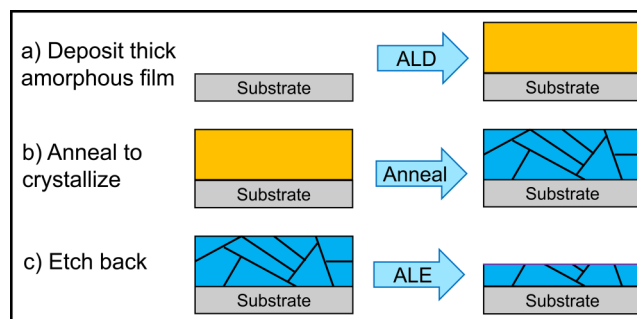 a) Deposit thick
amorphous film
Substrate
ALD
Substrate
b) Anneal to
crystallize
Substrate
Anneal
Substrate
c) Etch back
Substrate
ALE
Substrate